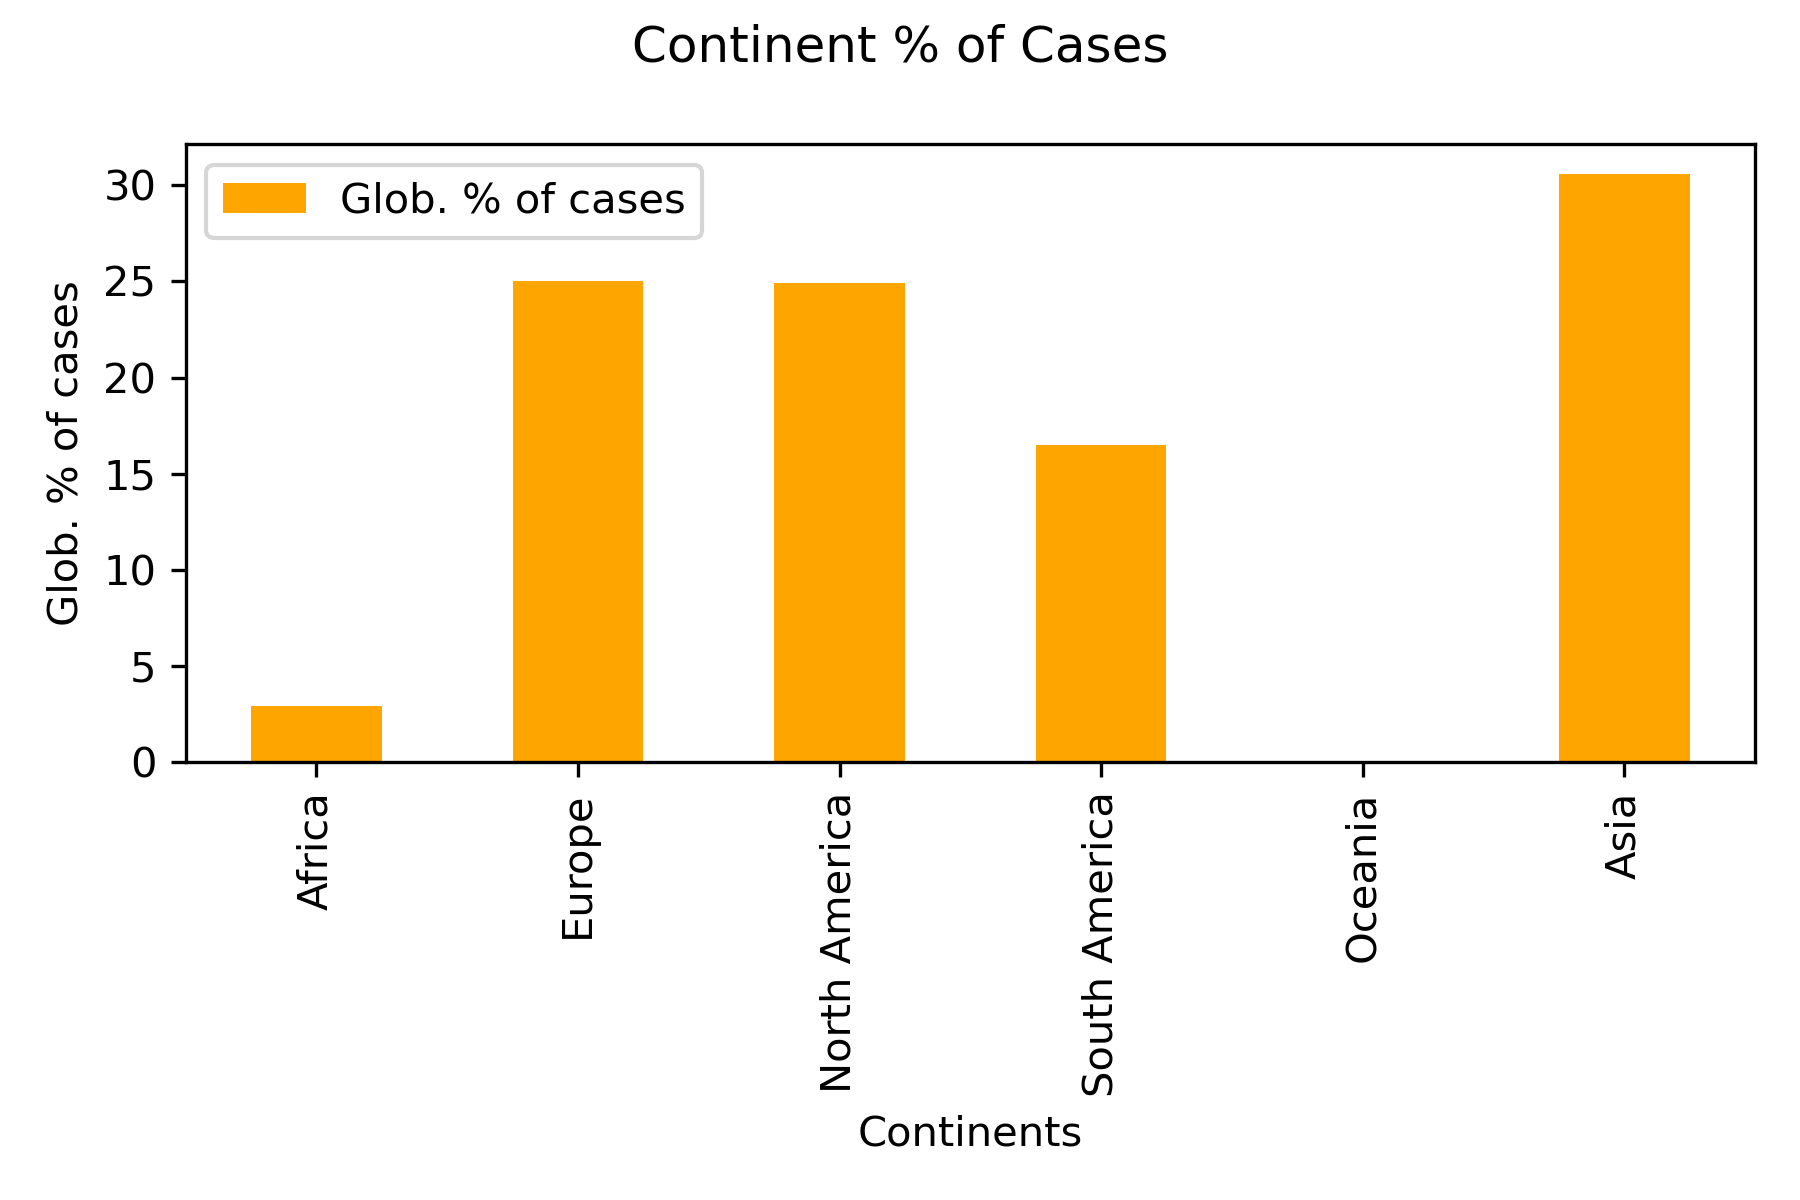 Continent % of Cases
Glob. % of cases
Glob. % of cases
30
25
20
15
10
5
0
Africa
Europe
North America
South America
Oceania
Asia
Continents